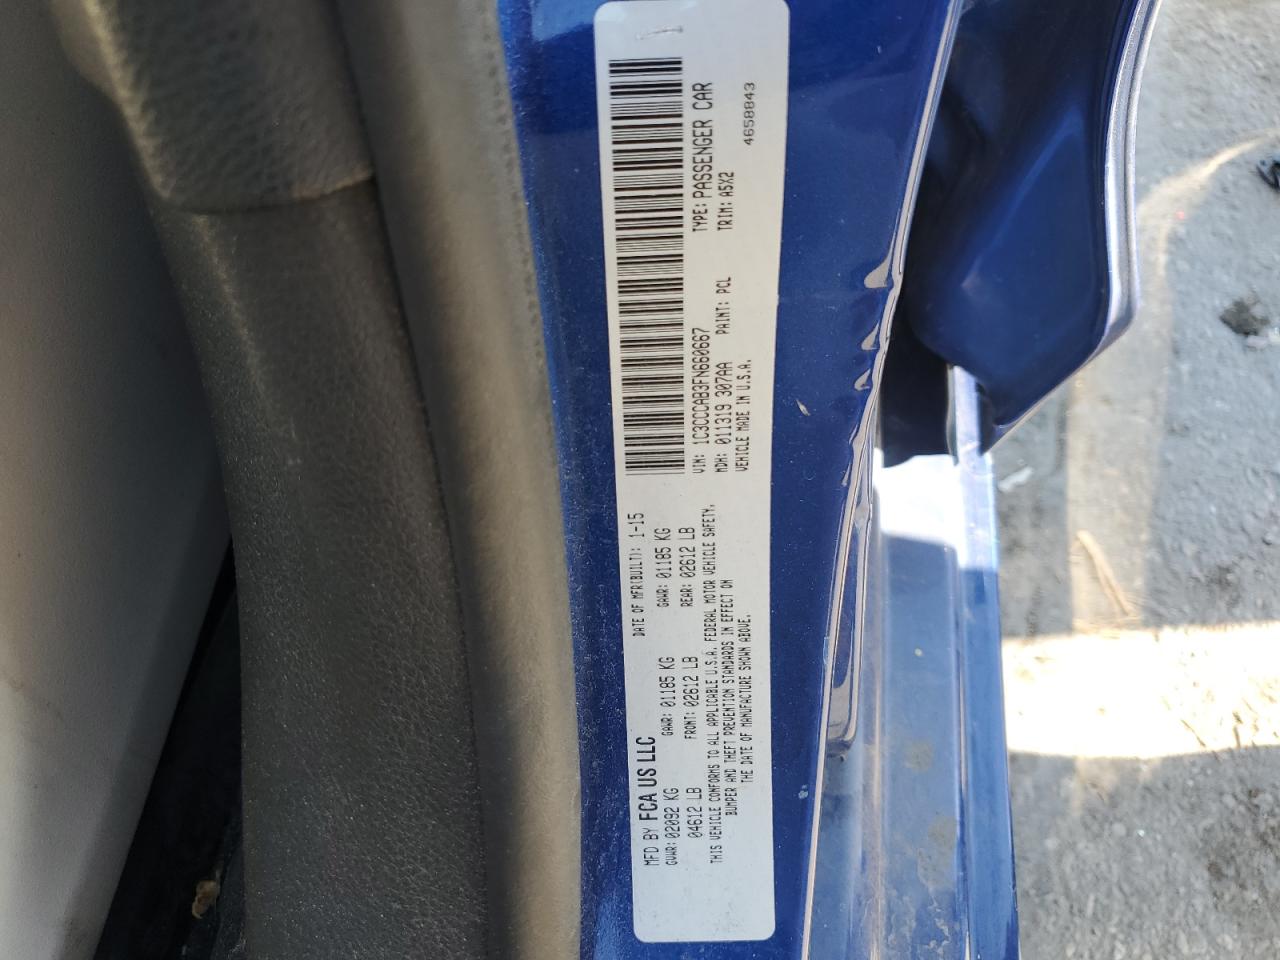 MFD BY FCA US LLC DATE OF MFR(BUILT): 1-15
GVWR: 02092 KG GAWR: 01185 KG GAWR: 01185 KG
04612 LB FRONT: 02612 LB REAR: 02612 LB
THIS VEHICLE CONFORMS TO ALL APPLICABLE U.S.A. FEDERAL MOTOR VEHICLE SAFETY,
BUMPER AND THEFT PREVENTION STANDARDS IN EFFECT ON
THE DATE OF MANUFACTURE SHOWN ABOVE.
VIN: 1C3CCCAB3FN660667 TYPE: PASSENGER CAR
MDH: 011319 307AA PAINT: PCL TRIM: A5X2
VEHICLE MADE IN U.S.A. 4658843